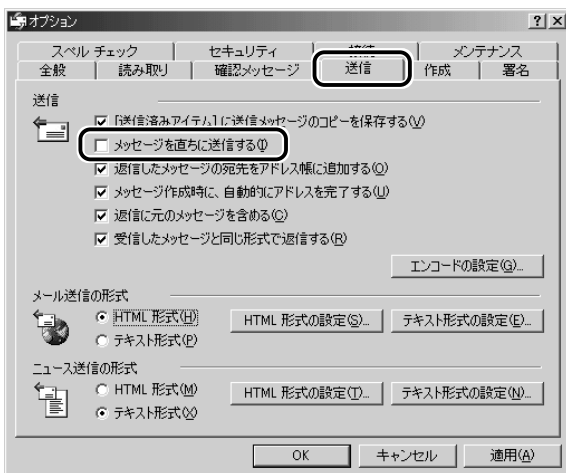 オプション
スペル チェック セキュリティ 接続 メンテナンス
全般 読み取り 確認メッセージ 送信 作成 署名
送信
[送信済みアイテム]に送信メッセージのコピーを保存する(V)
メッセージを直ちに送信する(I)
返信したメッセージの宛先をアドレス帳に追加する(O)
メッセージ作成時に、自動的にアドレスを完了する(U)
返信に元のメッセージを含める(C)
受信したメッセージと同じ形式で返信する(R)
エンコードの設定(G)...
メール送信の形式
HTML 形式(H) HTML 形式の設定(S)... テキスト形式の設定(E)...
テキスト形式(P)
ニュース送信の形式
HTML 形式(M) HTML 形式の設定(T)... テキスト形式の設定(N)...
テキスト形式(X)
OK キャンセル 適用(A)